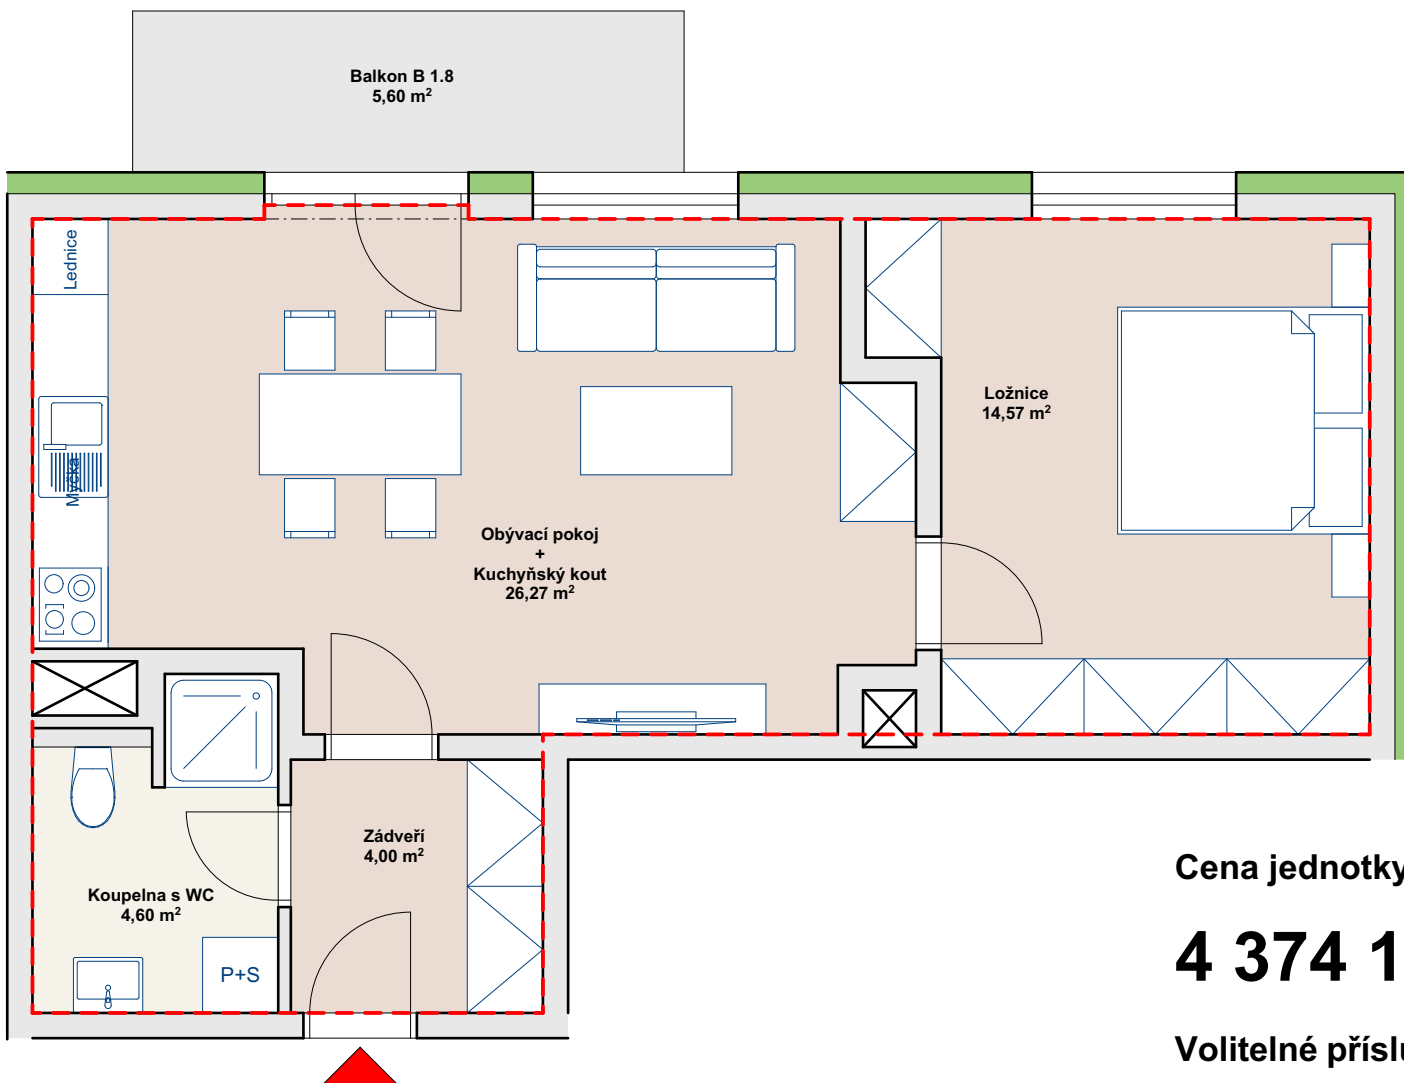 Balkon B 1.8
5,60 m²
Lednice
Myčka
Ložnice
14,57 m²
Obývací pokoj
+
Kuchyňský kout
26,27 m²
Zádveří
4,00 m²
Koupelna s WC
4,60 m²
P+S
Cena jednotky
4 374 1
Volitelné příslu